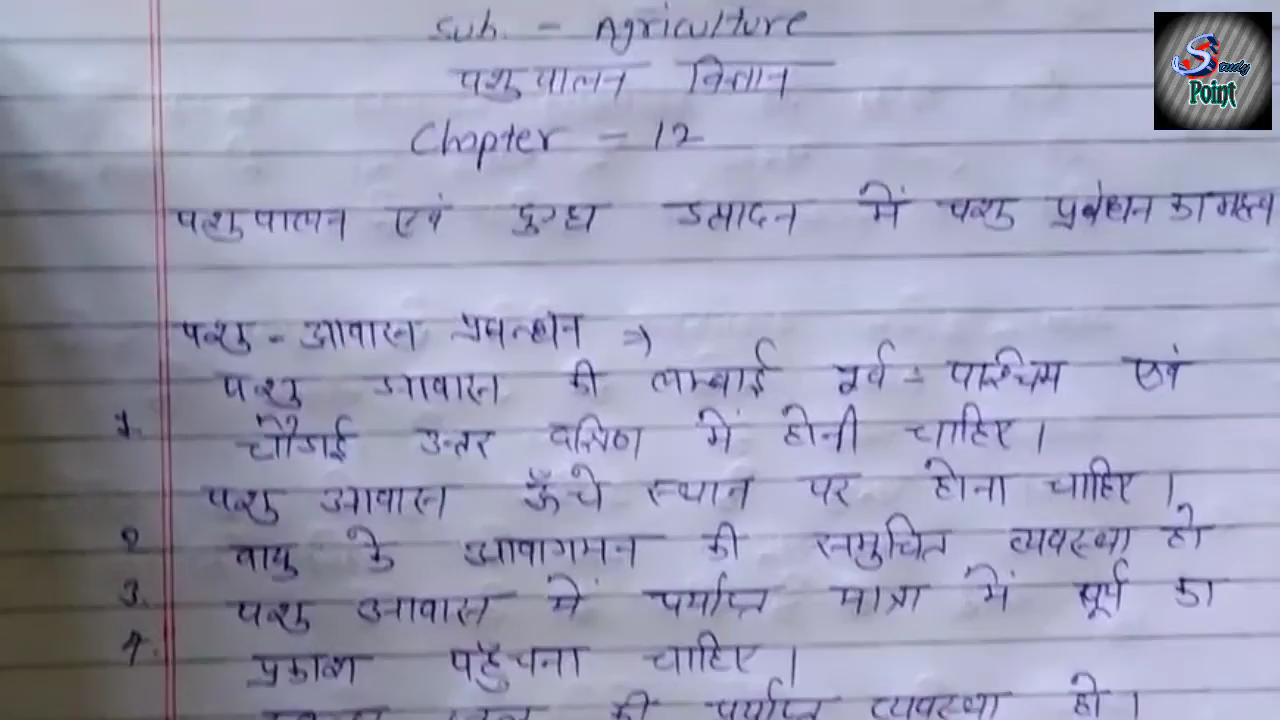 Sub. - Agriculture
पशुपालन विज्ञान
Chapter - 12
पशुपालन एवं दुग्ध उत्पादन में पशु प्रबंधन का महत्व
पशु - आवास प्रबन्धन ⇒
पशु आवास की लम्बाई पूर्व - पश्चिम एवं
1. चौड़ाई उत्तर दक्षिण में होनी चाहिए।
पशु आवास ऊँचे स्थान पर होना चाहिए।
2. वायु के आवागमन की समुचित व्यवस्था हो
3. पशु आवास में पर्याप्त मात्रा में सूर्य का
4. प्रकाश पहुँचना चाहिए।
की पर्याप्त व्यवस्था हो।
Study
Point